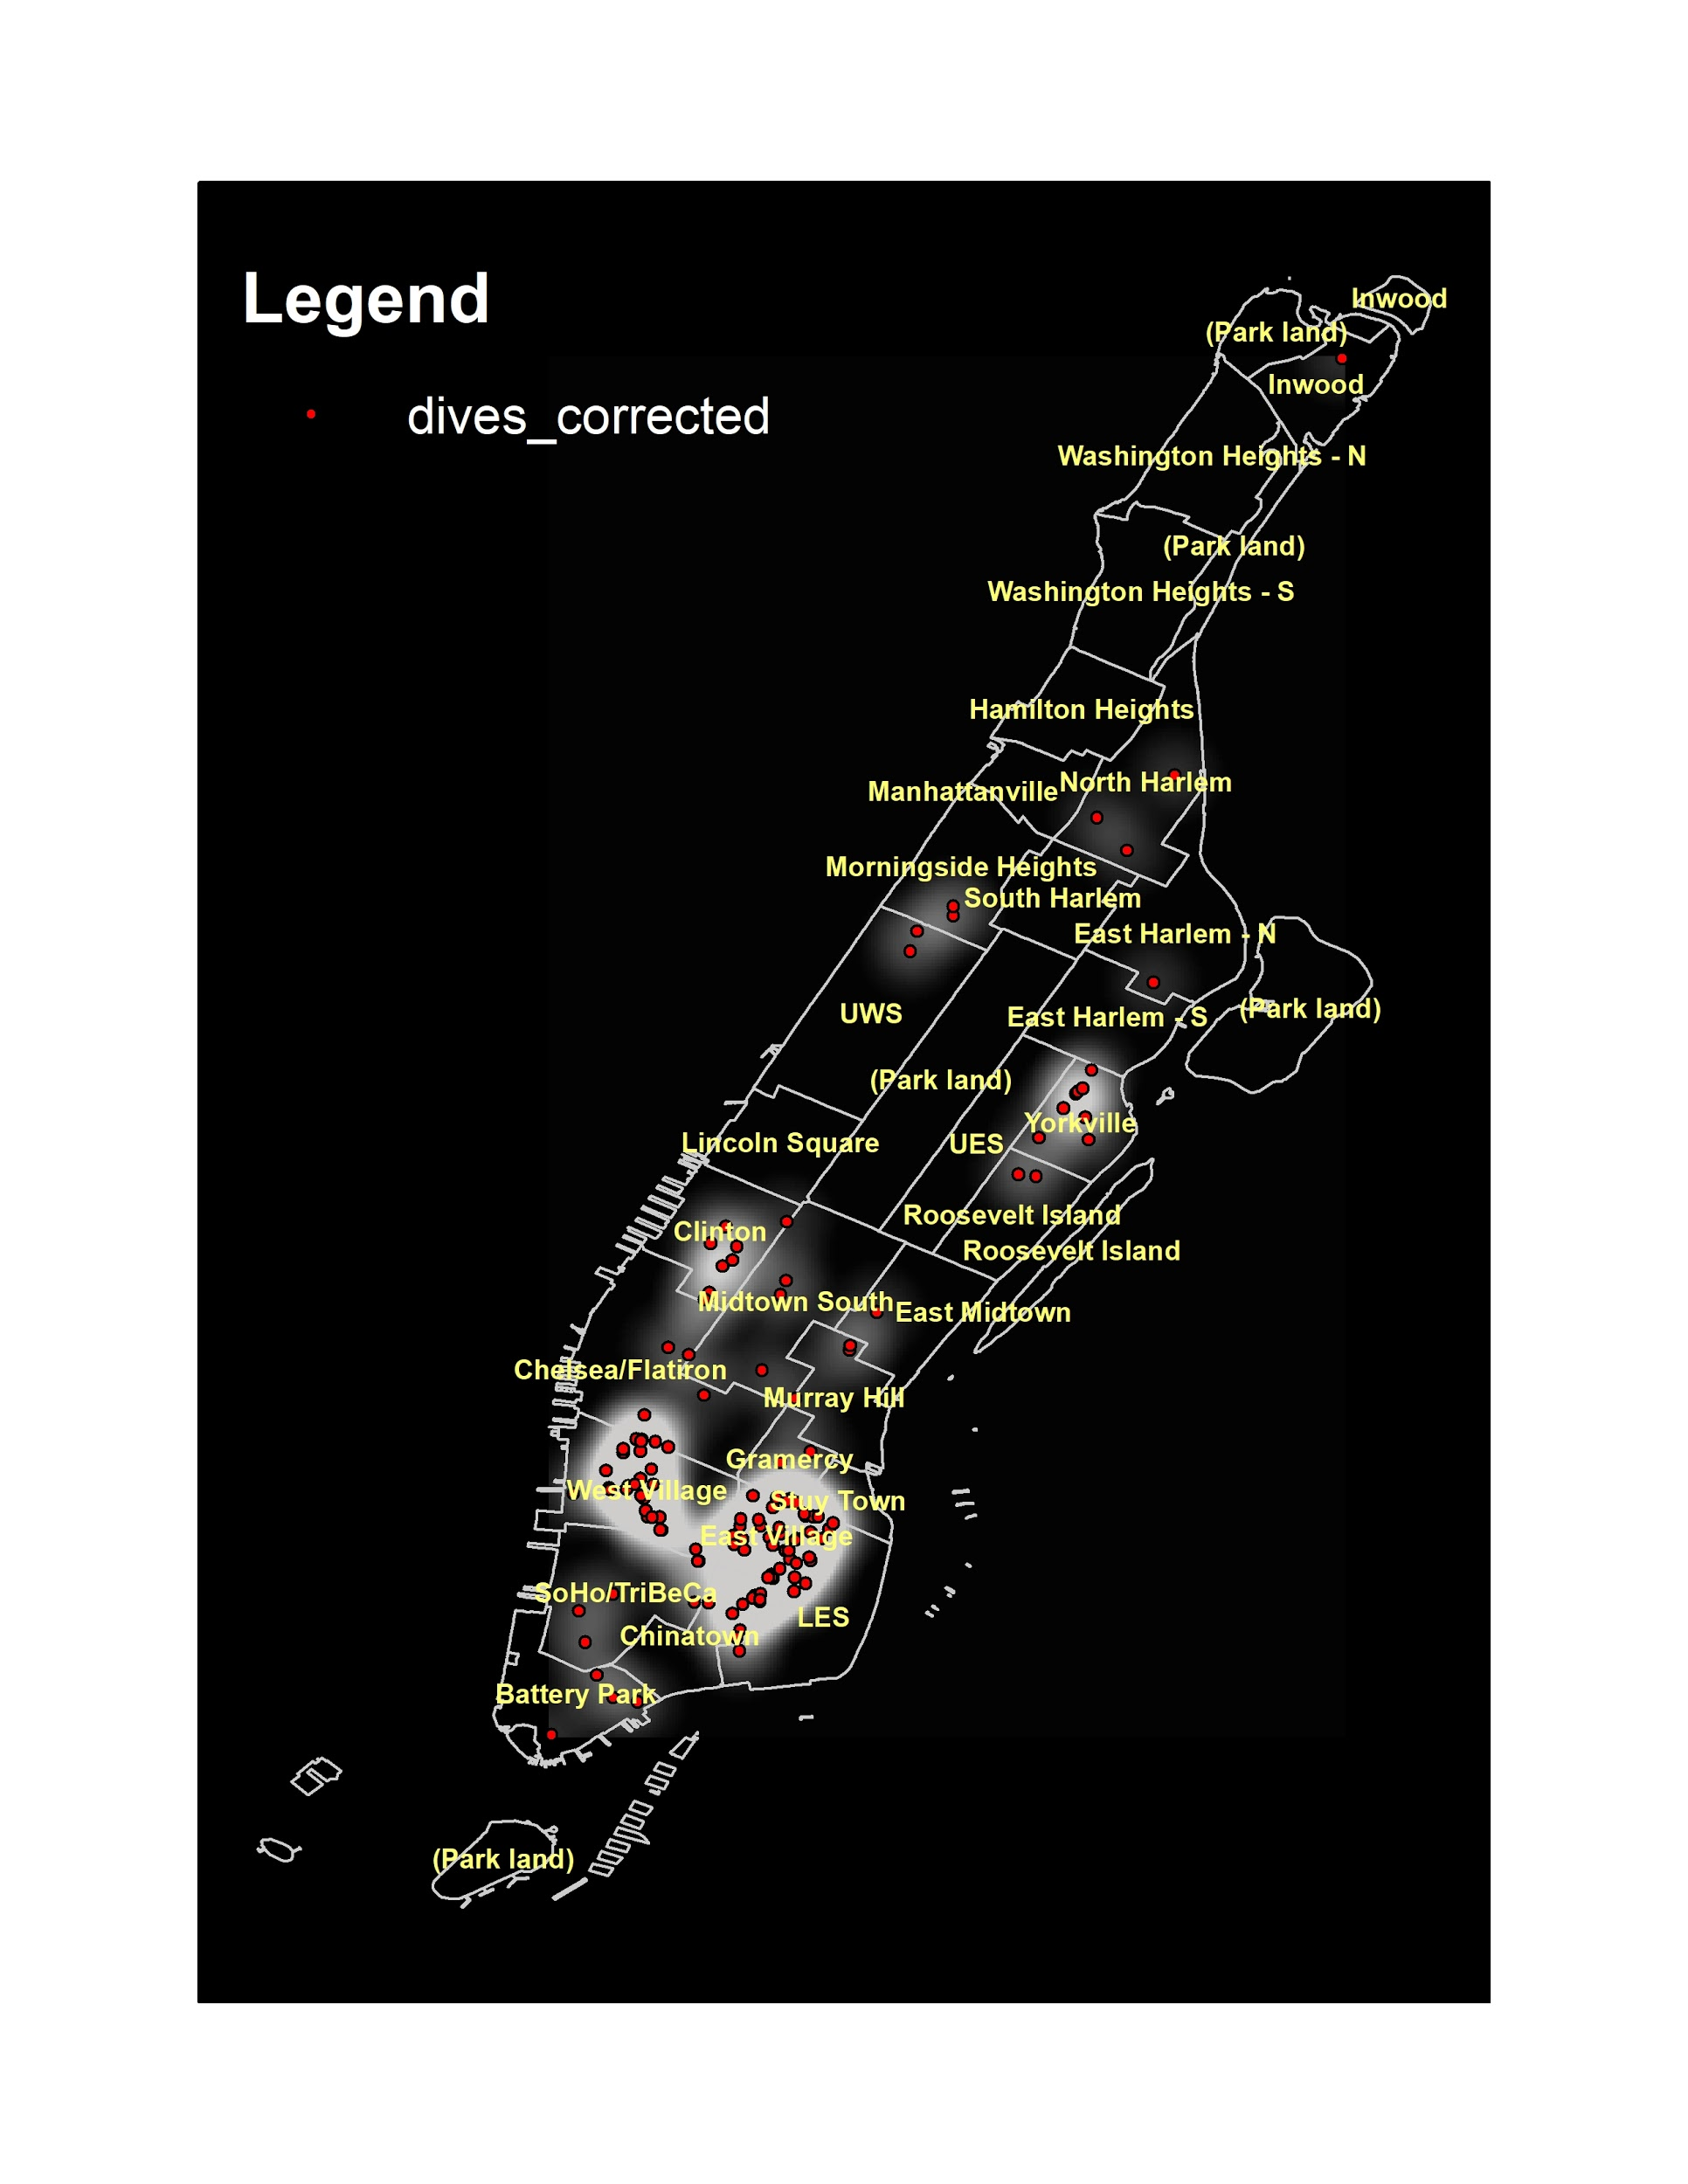 Legend
dives_corrected
Inwood
(Park land)
Inwood
Washington Heights - N
(Park land)
Washington Heights - S
Hamilton Heights
North Harlem
Manhattanville
Morningside Heights
South Harlem
East Harlem - N
(Park land)
UWS
East Harlem - S
(Park land)
Yorkville
Lincoln Square
UES
Roosevelt Island
Clinton
Roosevelt Island
Midtown South
East Midtown
Chelsea/Flatiron
Murray Hill
Gramercy
West Village
Stuy Town
East Village
SoHo/TriBeCa
LES
Chinatown
Battery Park
(Park land)